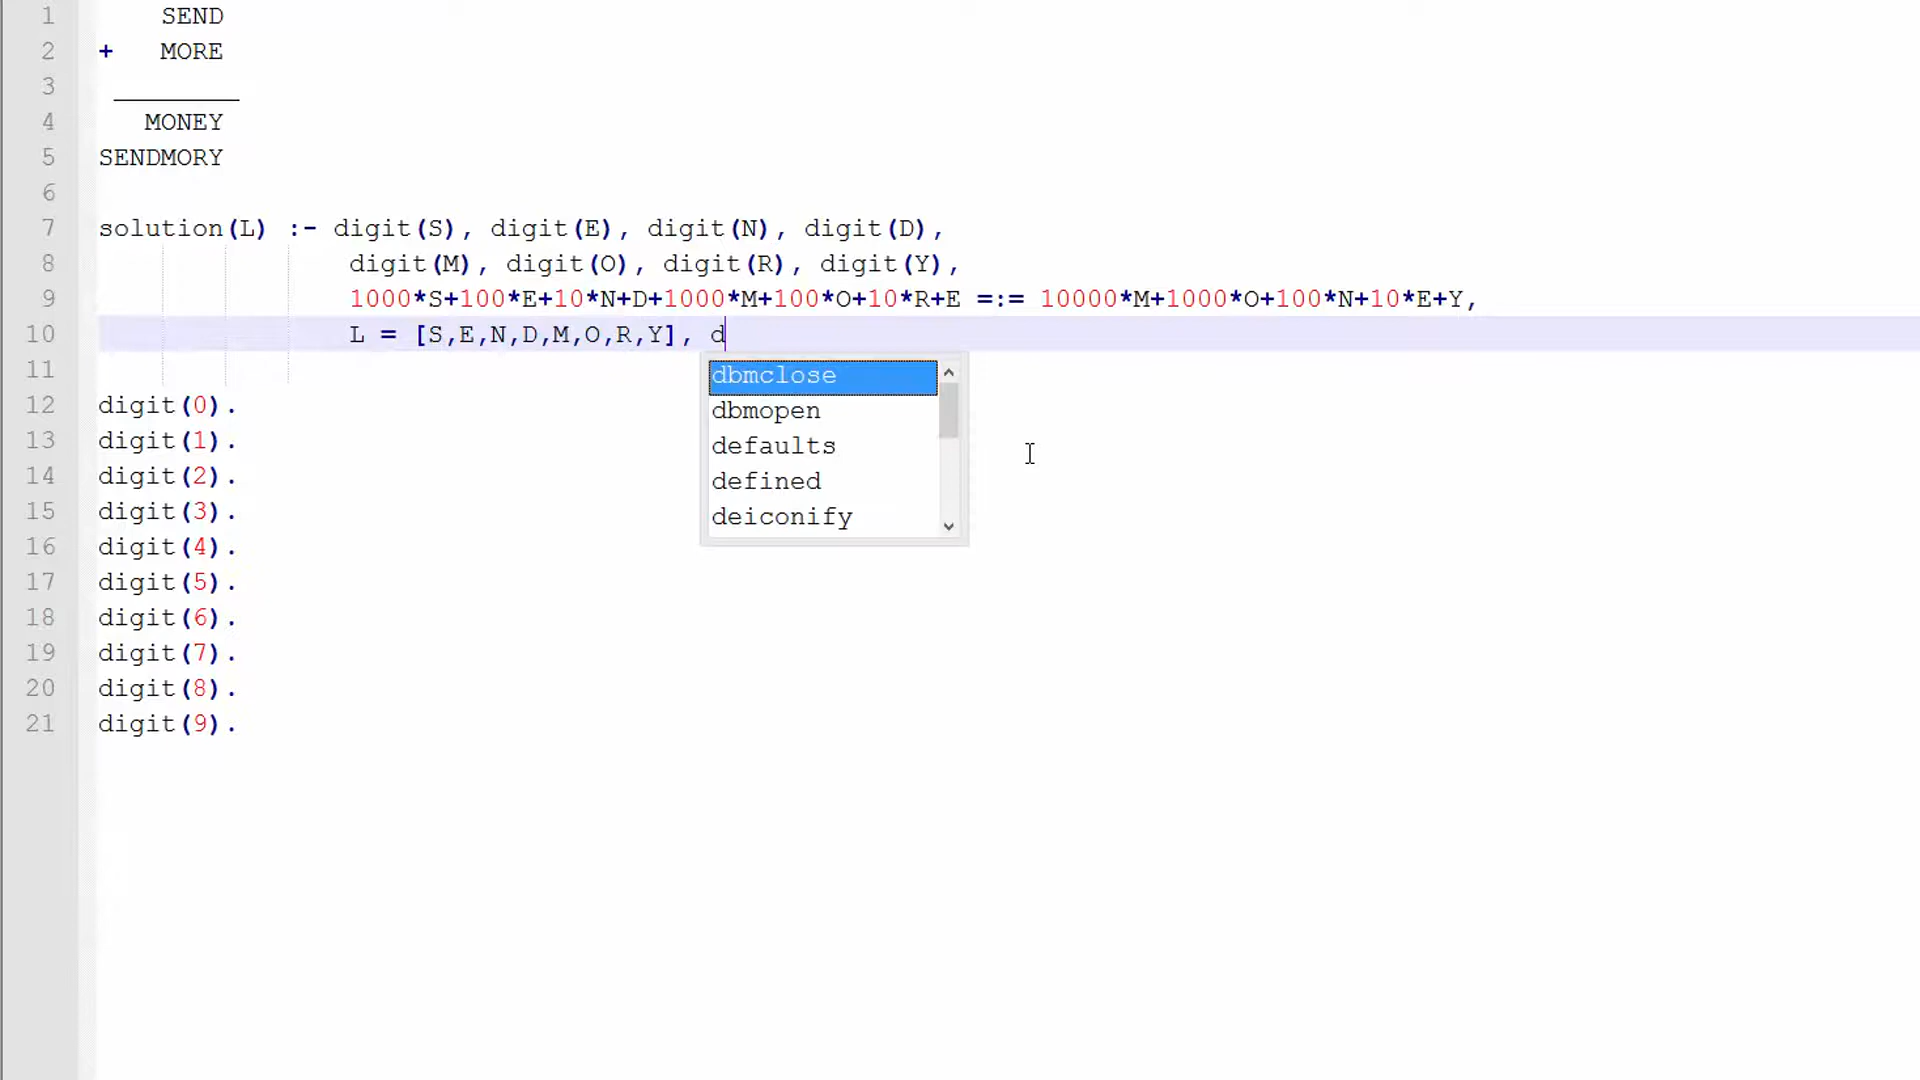 1 SEND
2 + MORE
3 ________
4 MONEY
5 SENDMORY
6
7 solution(L) :- digit(S), digit(E), digit(N), digit(D),
8 digit(M), digit(O), digit(R), digit(Y),
9 1000*S+100*E+10*N+D+1000*M+100*O+10*R+E =:= 10000*M+1000*O+100*N+10*E+Y,
10 L = [S,E,N,D,M,O,R,Y], d
11
dbmclose
dbmopen
defaults
defined
deiconify
12 digit(0).
13 digit(1).
14 digit(2).
15 digit(3).
16 digit(4).
17 digit(5).
18 digit(6).
19 digit(7).
20 digit(8).
21 digit(9).